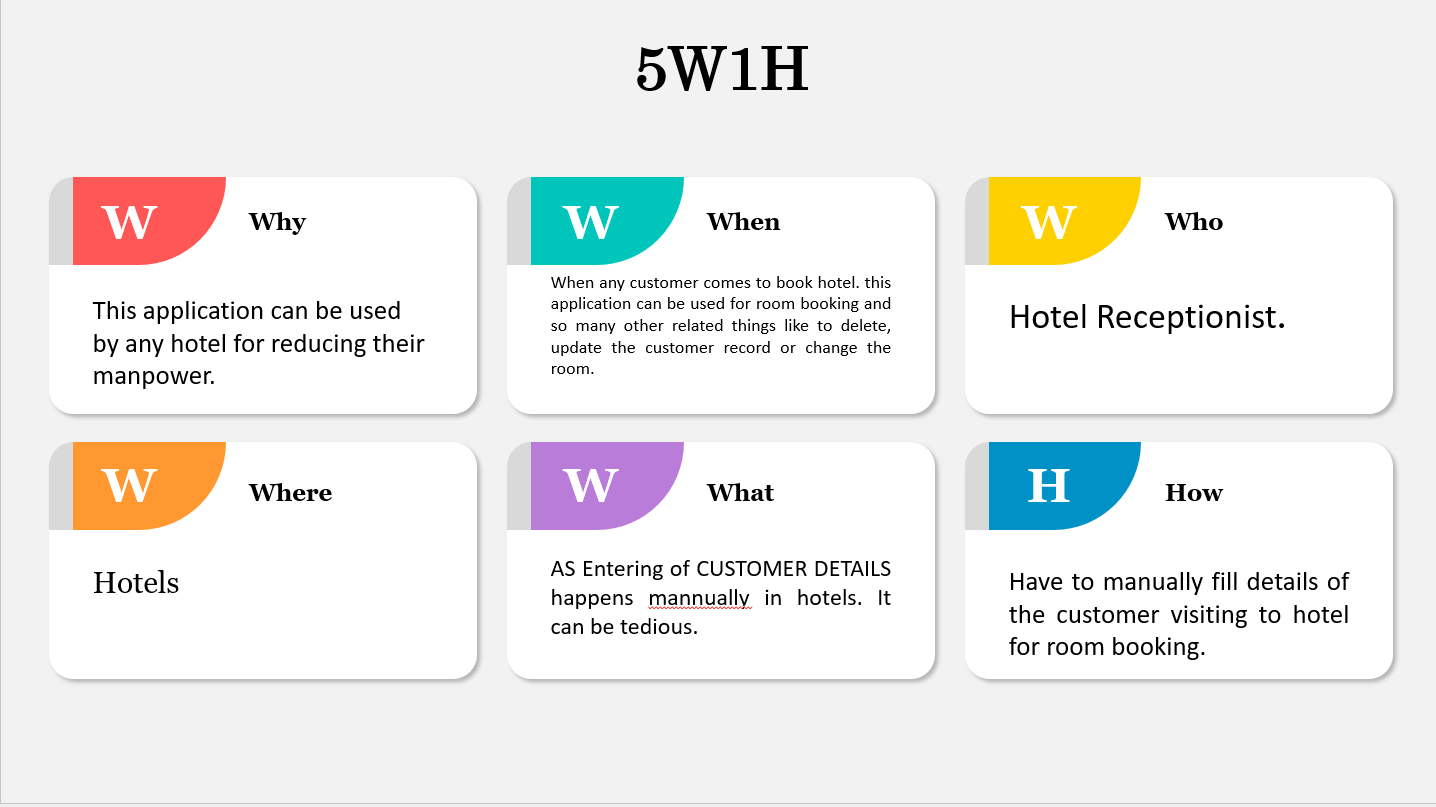 5W1H
W
Why
This application can be used
by any hotel for reducing their
manpower.
W
When
When any customer comes to book hotel. this
application can be used for room booking and
so many other related things like to delete,
update the customer record or change the
room.
W
Who
Hotel Receptionist.
W
Where
Hotels
W
What
AS Entering of CUSTOMER DETAILS
happens mannually in hotels. It
can be tedious.
H
How
Have to manually fill details of
the customer visiting to hotel
for room booking.